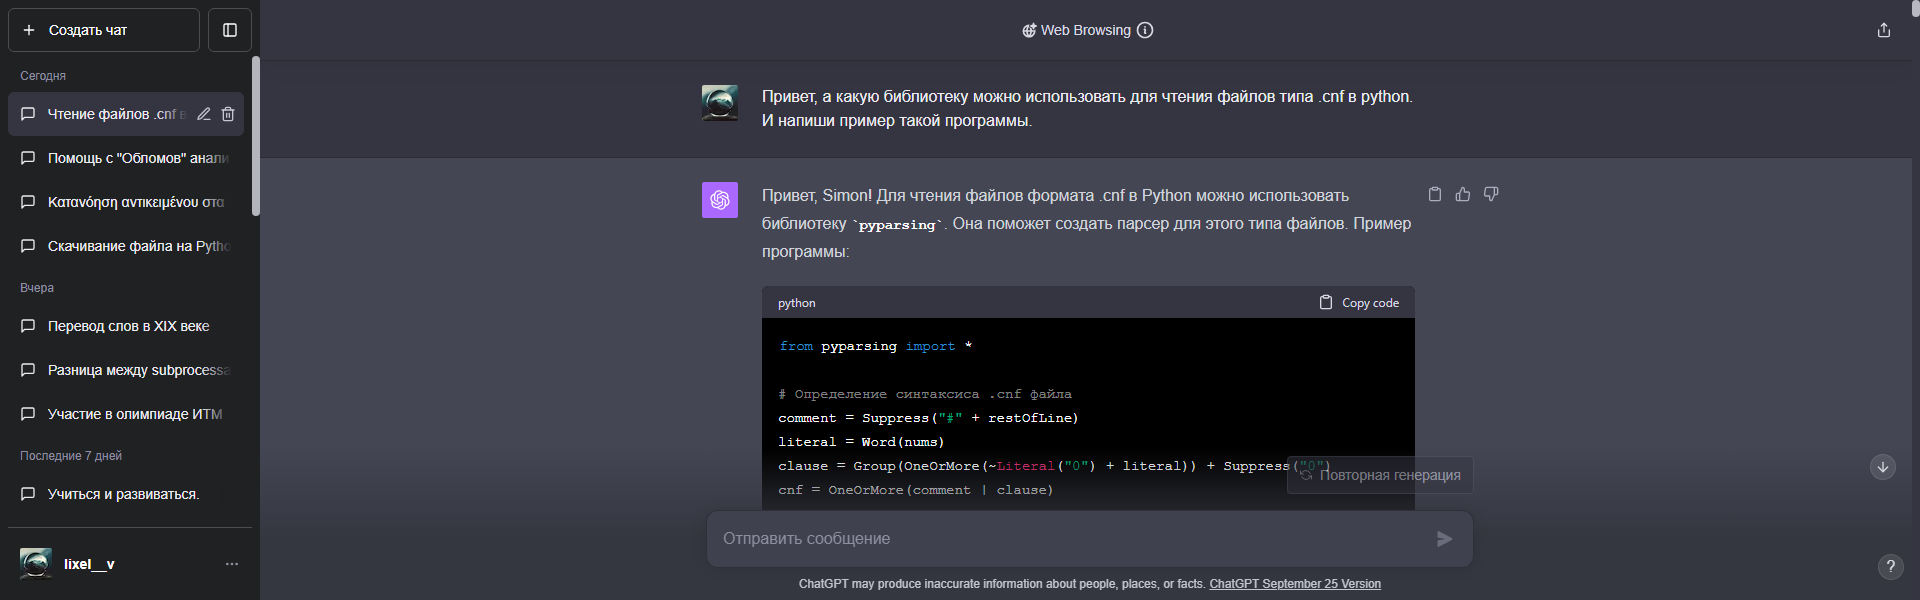 Создать чат
Сегодня
Чтение файлов .cnf в
Помощь с "Обломов" анали
Κατανόηση αντικειμένου στα
Скачивание файла на Pytho
Вчера
Перевод слов в XIX веке
Разница между subprocess
Участие в олимпиаде ИТМ
Последние 7 дней
Учиться и развиваться.
lixel__v
Web Browsing
Привет, а какую библиотеку можно использовать для чтения файлов типа .cnf в python.
И напиши пример такой программы.
Привет, Simon! Для чтения файлов формата .cnf в Python можно использовать
библиотеку `pyparsing`. Она поможет создать парсер для этого типа файлов. Пример
программы:
python
Copy code
from pyparsing import *
# Определение синтаксиса .cnf файла
comment = Suppress("#" + restOfLine)
literal = Word(nums)
clause = Group(OneOrMore(~Literal("0") + literal)) + Suppress("0")
cnf = OneOrMore(comment | clause)
Повторная генерация
Отправить сообщение
ChatGPT may produce inaccurate information about people, places, or facts. ChatGPT September 25 Version
?